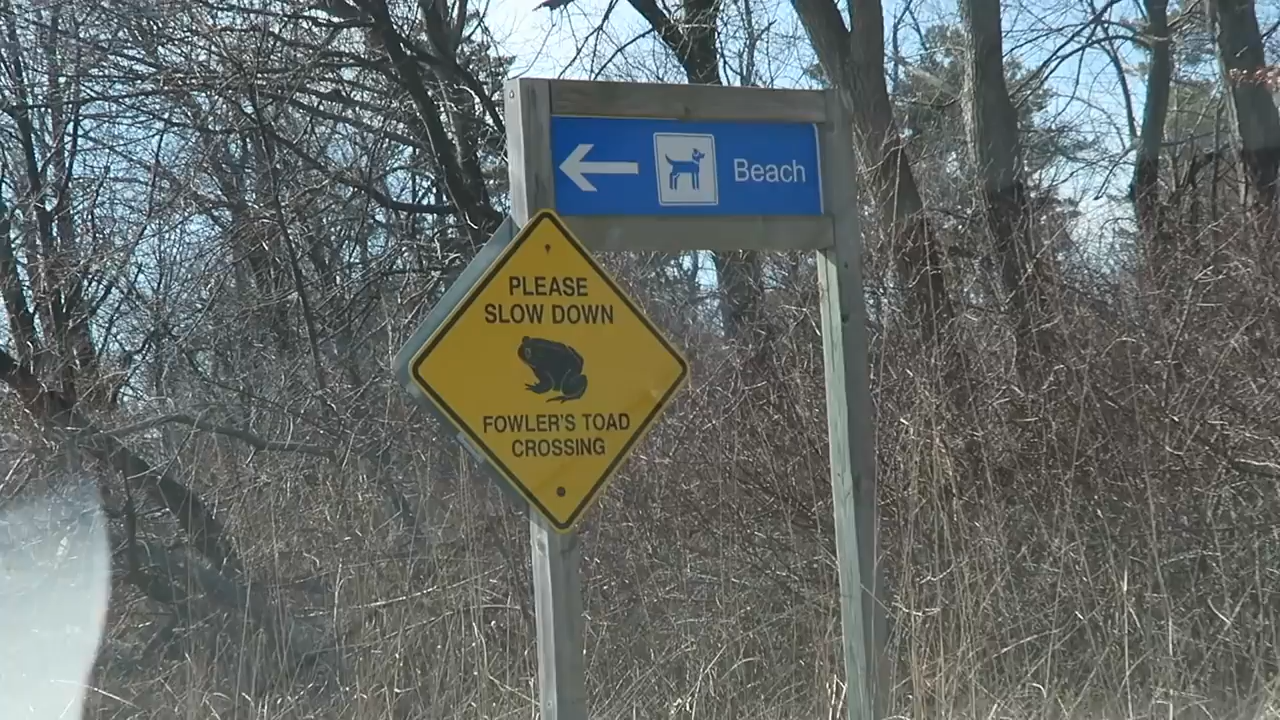 Beach
PLEASE
SLOW DOWN
FOWLER'S TOAD
CROSSING